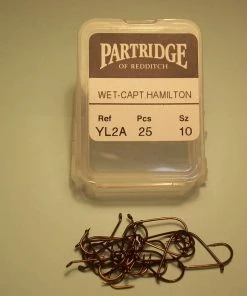 PARTRIDGE
OF REDDITCH
WET-CAPT HAMILTON
Ref Pcs Sz
YL2A 25 10